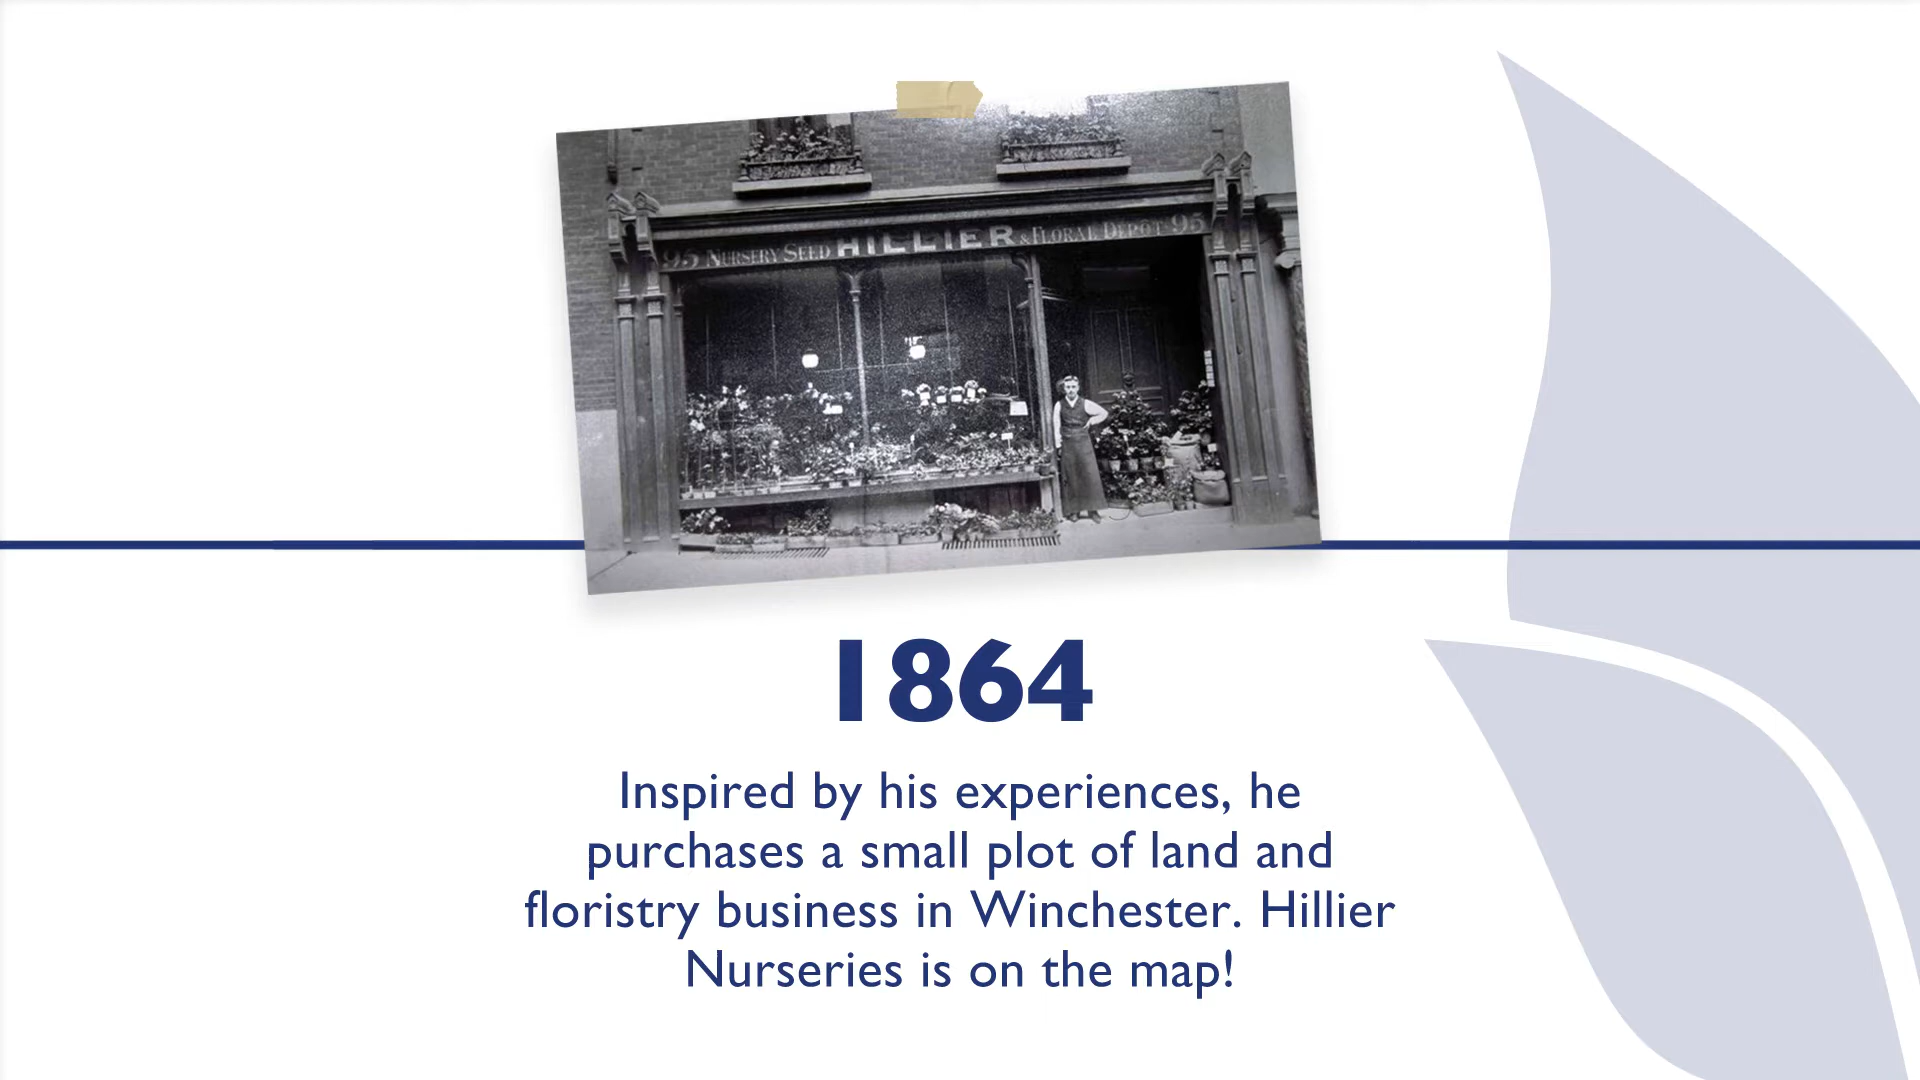 95 NURSERY SEED HILLIER & FLORAL DEPOT 95
1864
Inspired by his experiences, he
purchases a small plot of land and
floristry business in Winchester. Hillier
Nurseries is on the map!